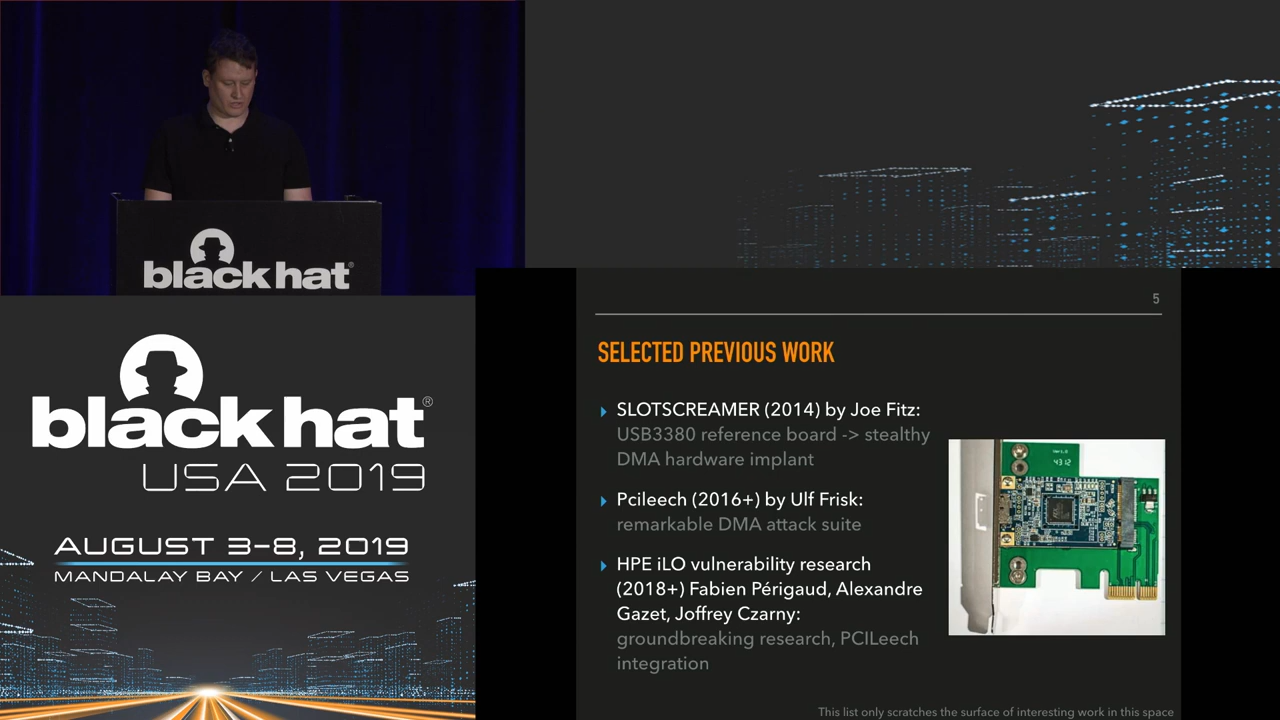 black hat®
black hat®
USA 2019
AUGUST 3-8, 2019
MANDALAY BAY / LAS VEGAS
5
SELECTED PREVIOUS WORK
SLOTSCREAMER (2014) by Joe Fitz:
USB3380 reference board -> stealthy
DMA hardware implant
Pcileech (2016+) by Ulf Frisk:
remarkable DMA attack suite
HPE iLO vulnerability research
(2018+) Fabien Périgaud, Alexandre
Gazet, Joffrey Czarny:
groundbreaking research, PCILeech
integration
4312
This list only scratches the surface of interesting work in this space